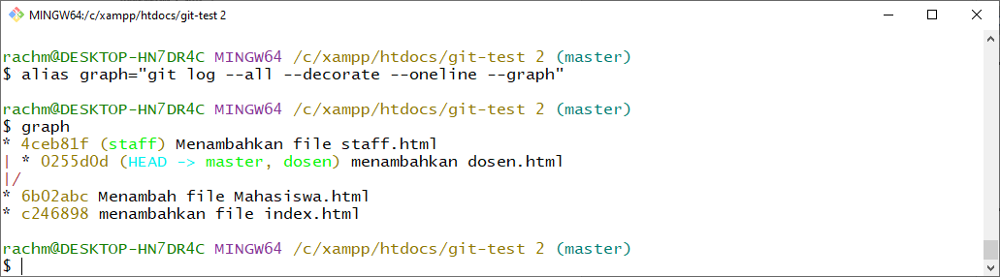 MINGW64:/c/xampp/htdocs/git-test 2
rachm@DESKTOP-HN7DR4C MINGW64 /c/xampp/htdocs/git-test 2 (master)
$ alias graph="git log --all --decorate --oneline --graph"
rachm@DESKTOP-HN7DR4C MINGW64 /c/xampp/htdocs/git-test 2 (master)
$ graph
* 4ceb81f (staff) Menambahkan file staff.html
| * 0255d0d (HEAD -> master, dosen) menambahkan dosen.html
|/
* 6b02abc Menambah file Mahasiswa.html
* c246898 menambahkan file index.html
rachm@DESKTOP-HN7DR4C MINGW64 /c/xampp/htdocs/git-test 2 (master)
$